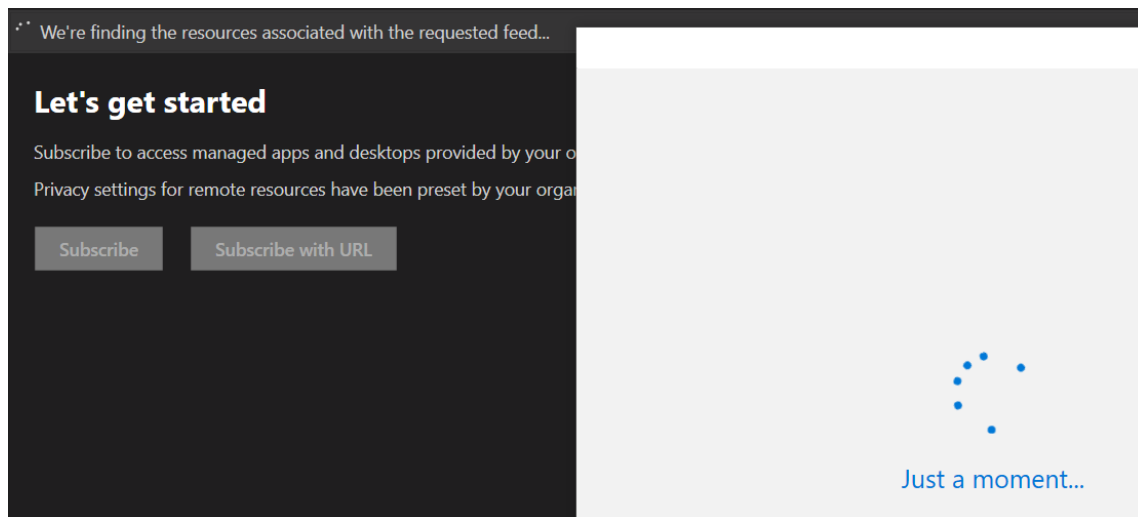 We're finding the resources associated with the requested feed...
Let's get started
Subscribe to access managed apps and desktops provided by your o
Privacy settings for remote resources have been preset by your organ
Subscribe
Subscribe with URL
Just a moment...